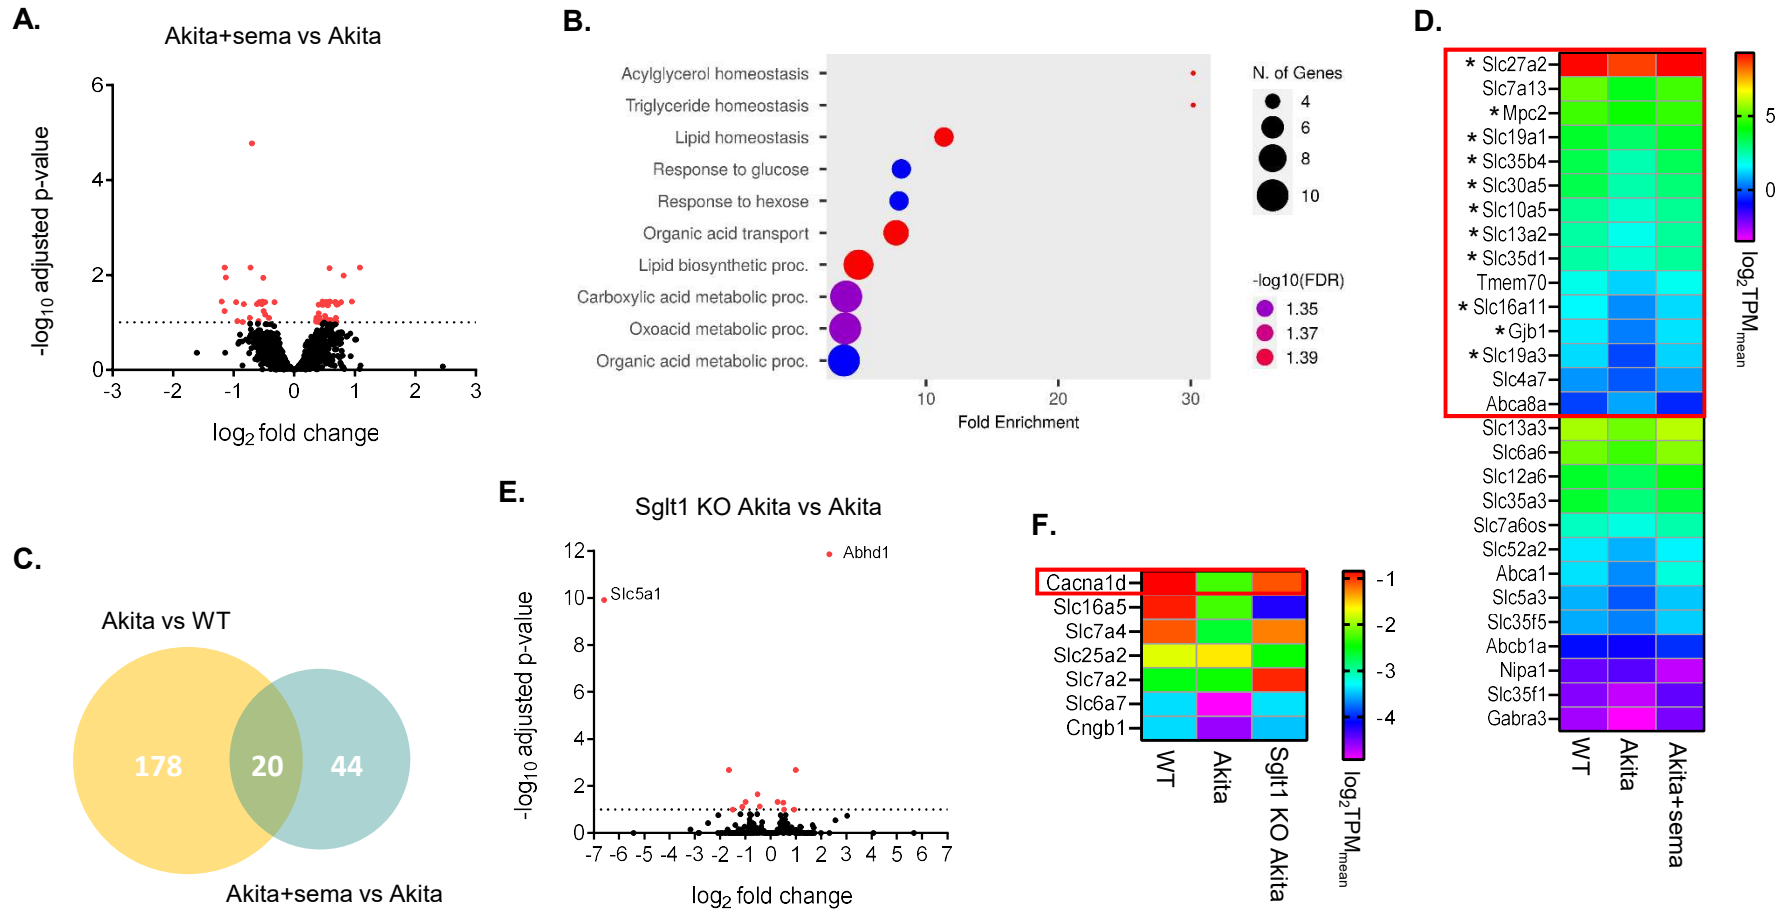 A.
Akita+sema vs Akita
-log10 adjusted p-value
6
4
2
0
-3 -2 -1 0 1 2 3
log2 fold change
B.
Acylglycerol homeostasis
Triglyceride homeostasis
Lipid homeostasis
Response to glucose
Response to hexose
Organic acid transport
Lipid biosynthetic proc.
Carboxylic acid metabolic proc.
Oxoacid metabolic proc.
Organic acid metabolic proc.
10 20 30
Fold Enrichment
N. of Genes
4
6
8
10
-log10(FDR)
1.35
1.37
1.39
C.
Akita vs WT
178 20 44
Akita+sema vs Akita
D.
* Slc27a2
Slc7a13
* Mpc2
* Slc19a1
* Slc35b4
* Slc30a5
* Slc10a5
* Slc13a2
* Slc35d1
Tmem70
* Slc16a11
* Gjb1
* Slc19a3
Slc4a7
Abca8a
Slc13a3
Slc6a6
Slc12a6
Slc35a3
Slc7a6os
Slc52a2
Abca1
Slc5a3
Slc35f5
Abcb1a
Nipa1
Slc35f1
Gabra3
WT
Akita
Akita+sema
5
0
log2TPMmean
E.
Sglt1 KO Akita vs Akita
-log10 adjusted p-value
12
10
8
6
4
2
0
Abhd1
Slc5a1
-7 -6 -5 -4 -3 -2 -1 0 1 2 3 4 5 6 7
log2 fold change
F.
Cacna1d
Slc16a5
Slc7a4
Slc25a2
Slc7a2
Slc6a7
Cngb1
WT
Akita
Sglt1 KO Akita
-1
-2
-3
-4
log2TPMmean